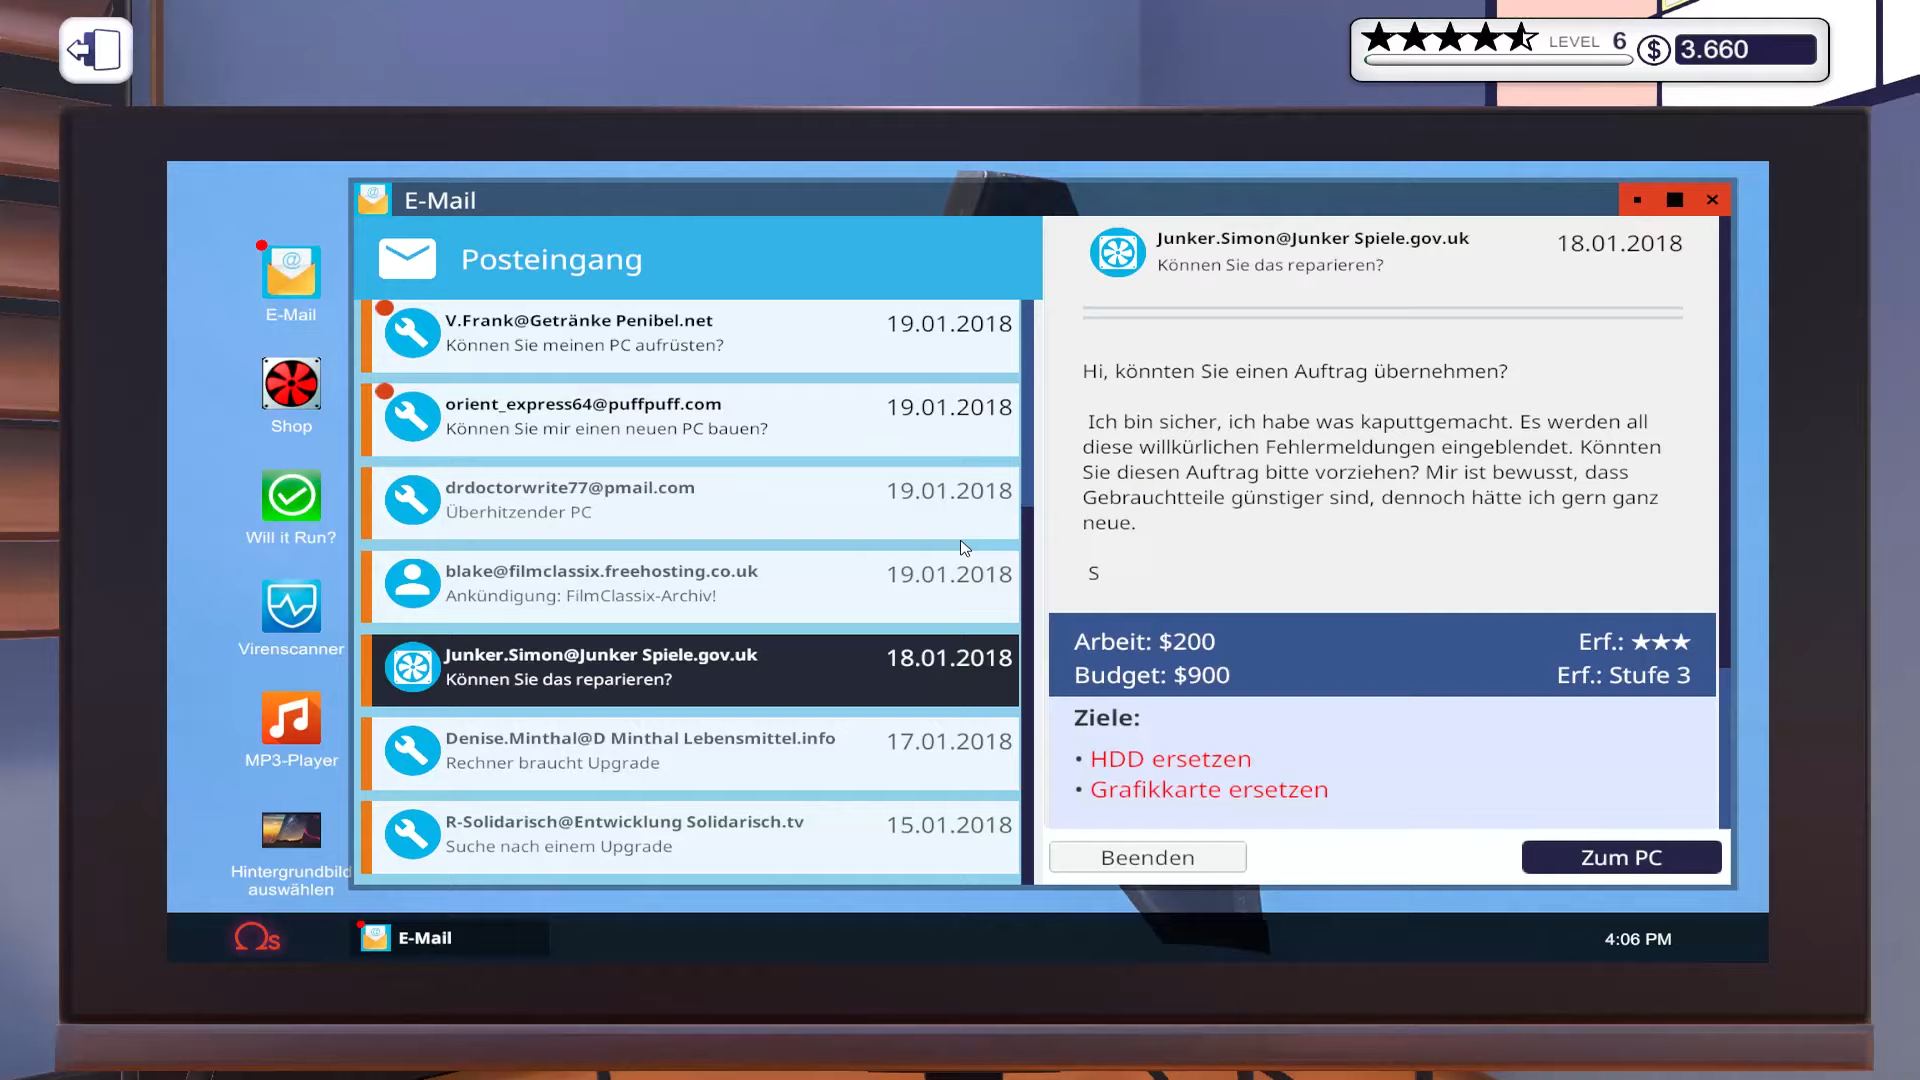 LEVEL 6
$ 3.660
E-Mail
Posteingang
V.Frank@Getränke Penibel.net
19.01.2018
Können Sie meinen PC aufrüsten?
orient_express64@puffpuff.com
19.01.2018
Können Sie mir einen neuen PC bauen?
drdoctorwrite77@pmail.com
19.01.2018
Überhitzender PC
blake@filmclassix.freehosting.co.uk
19.01.2018
Ankündigung: FilmClassix-Archiv!
Junker.Simon@Junker Spiele.gov.uk
18.01.2018
Können Sie das reparieren?
Denise.Minthal@D Minthal Lebensmittel.info
17.01.2018
Rechner braucht Upgrade
R-Solidarisch@Entwicklung Solidarisch.tv
15.01.2018
Suche nach einem Upgrade
Junker.Simon@Junker Spiele.gov.uk
18.01.2018
Können Sie das reparieren?
Hi, könnten Sie einen Auftrag übernehmen?
Ich bin sicher, ich habe was kaputtgemacht. Es werden all
diese willkürlichen Fehlermeldungen eingeblendet. Könnten
Sie diesen Auftrag bitte vorziehen? Mir ist bewusst, dass
Gebrauchtteile günstiger sind, dennoch hätte ich gern ganz
neue.
S
Arbeit: $200
Erf.: ★★★
Budget: $900
Erf.: Stufe 3
Ziele:
• HDD ersetzen
• Grafikkarte ersetzen
Beenden
Zum PC
E-Mail
Shop
Will it Run?
Virenscanner
MP3-Player
Hintergrundbild
auswählen
Ωs
E-Mail
4:06 PM